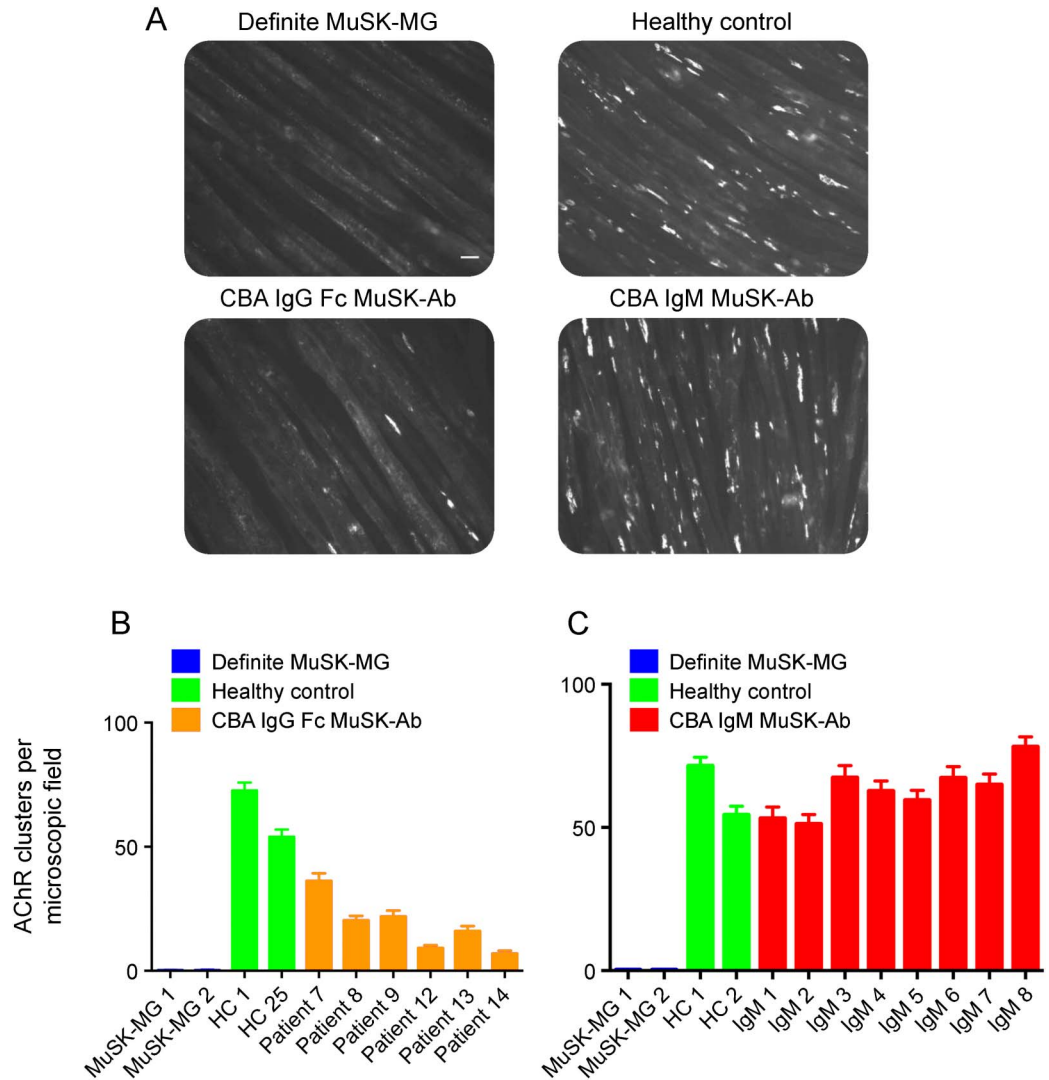 A
Definite MuSK-MG
Healthy control
CBA IgG Fc MuSK-Ab
CBA IgM MuSK-Ab
B
Definite MuSK-MG
Healthy control
CBA IgG Fc MuSK-Ab
AChR clusters per
microscopic field
100
50
0
MuSK-MG 1
MuSK-MG 2
HC 1
HC 25
Patient 7
Patient 8
Patient 9
Patient 12
Patient 13
Patient 14
C
Definite MuSK-MG
Healthy control
CBA IgM MuSK-Ab
100
50
0
MuSK-MG 1
MuSK-MG 2
HC 1
HC 2
IgM 1
IgM 2
IgM 3
IgM 4
IgM 5
IgM 6
IgM 7
IgM 8